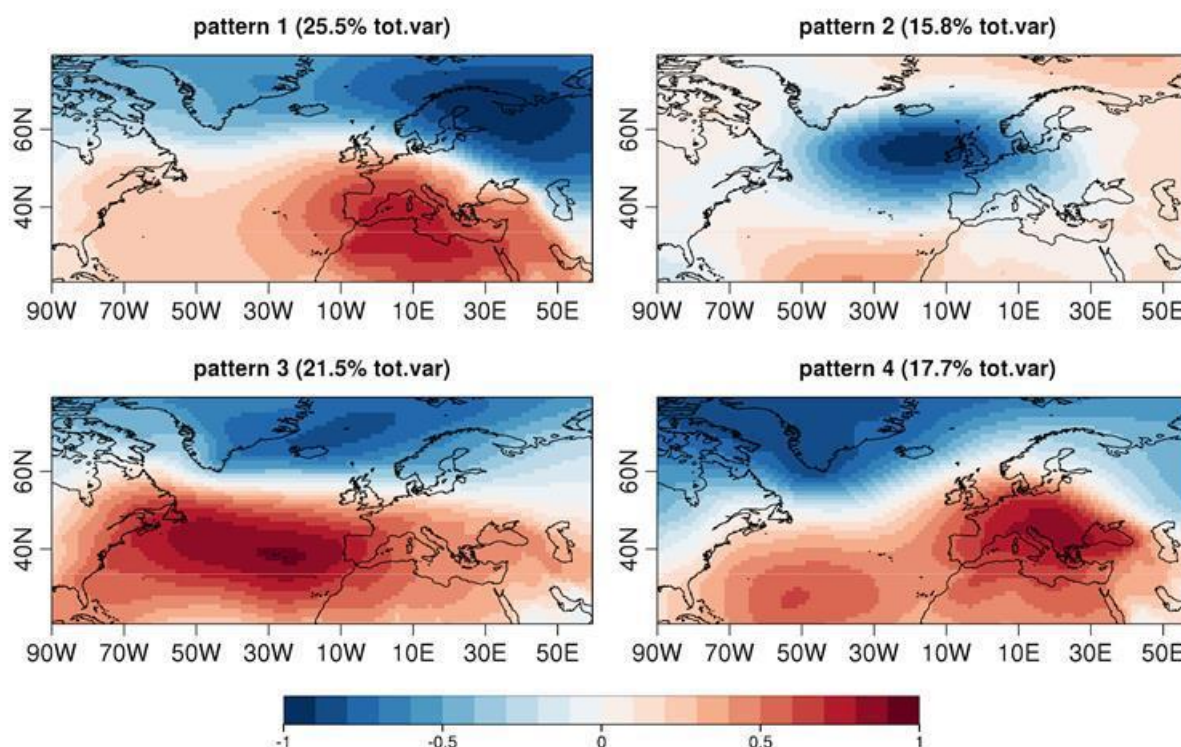 pattern 1 (25.5% tot.var)
pattern 2 (15.8% tot.var)
60N
40N
60N
40N
90W 70W 50W 30W 10W 10E 30E 50E
90W 70W 50W 30W 10W 10E 30E 50E
pattern 3 (21.5% tot.var)
pattern 4 (17.7% tot.var)
60N
40N
60N
40N
90W 70W 50W 30W 10W 10E 30E 50E
90W 70W 50W 30W 10W 10E 30E 50E
-1 -0.5 0 0.5 1